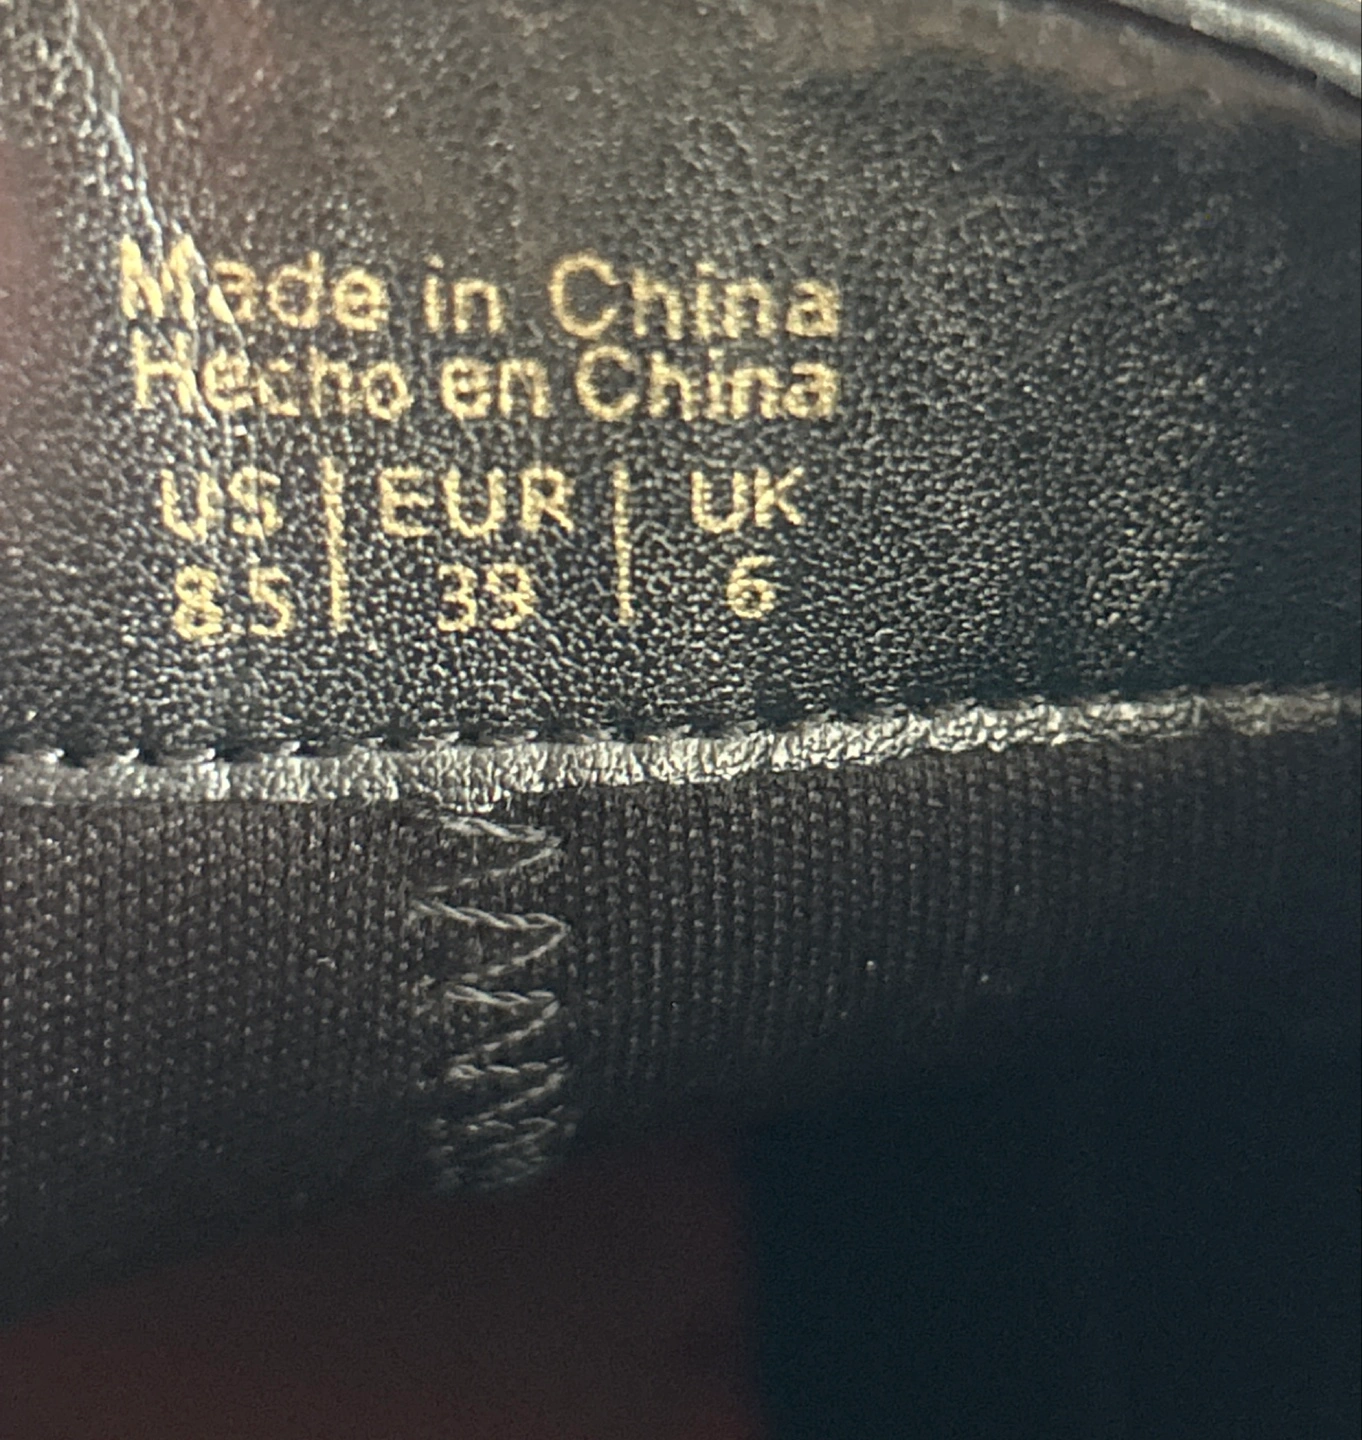 Made in China
Hecho en China
US | EUR | UK
8.5 | 39 | 6